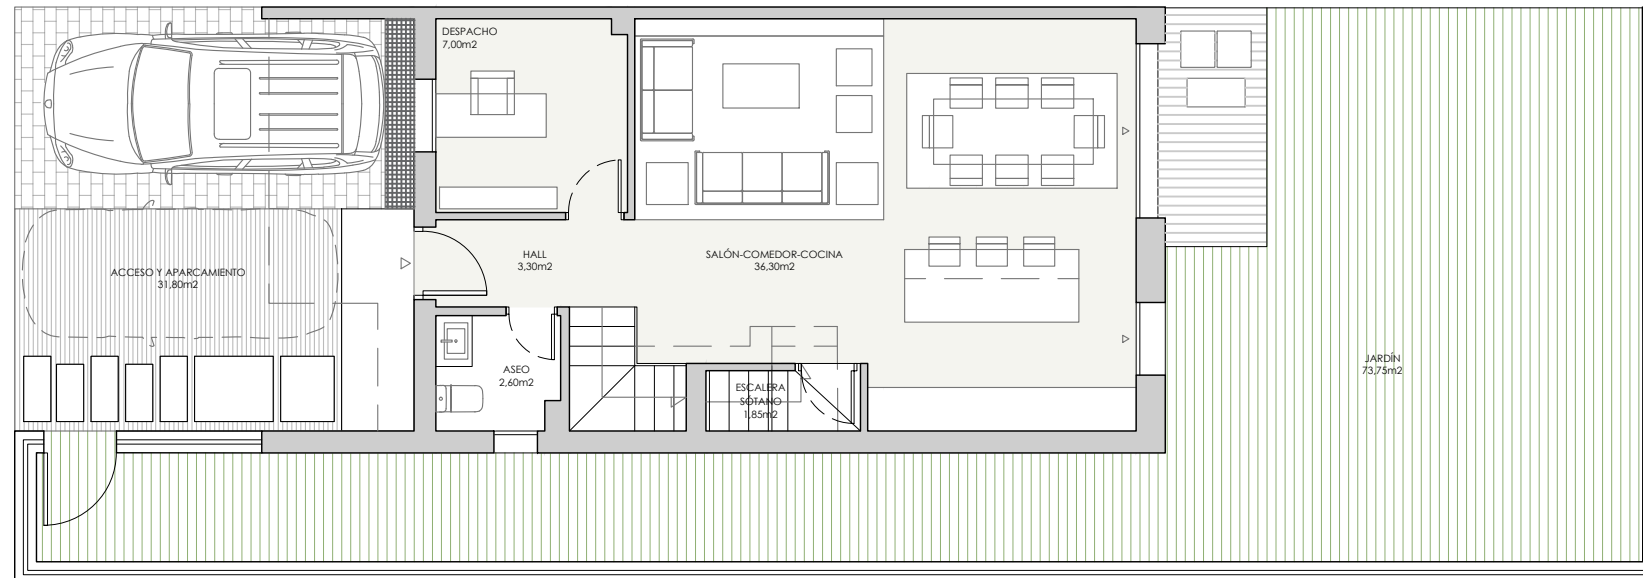 DESPACHO
7,00m2
HALL
3,30m2
SALÓN-COMEDOR-COCINA
36,30m2
ACCESO Y APARCAMIENTO
31,80m2
ASEO
2,60m2
ESCALERA
SÓTANO
1,85m2
JARDÍN
73,75m2